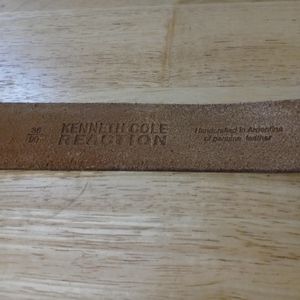 36
90
KENNETH COLE
REACTION
Handcrafted in Argentina
of genuine leather